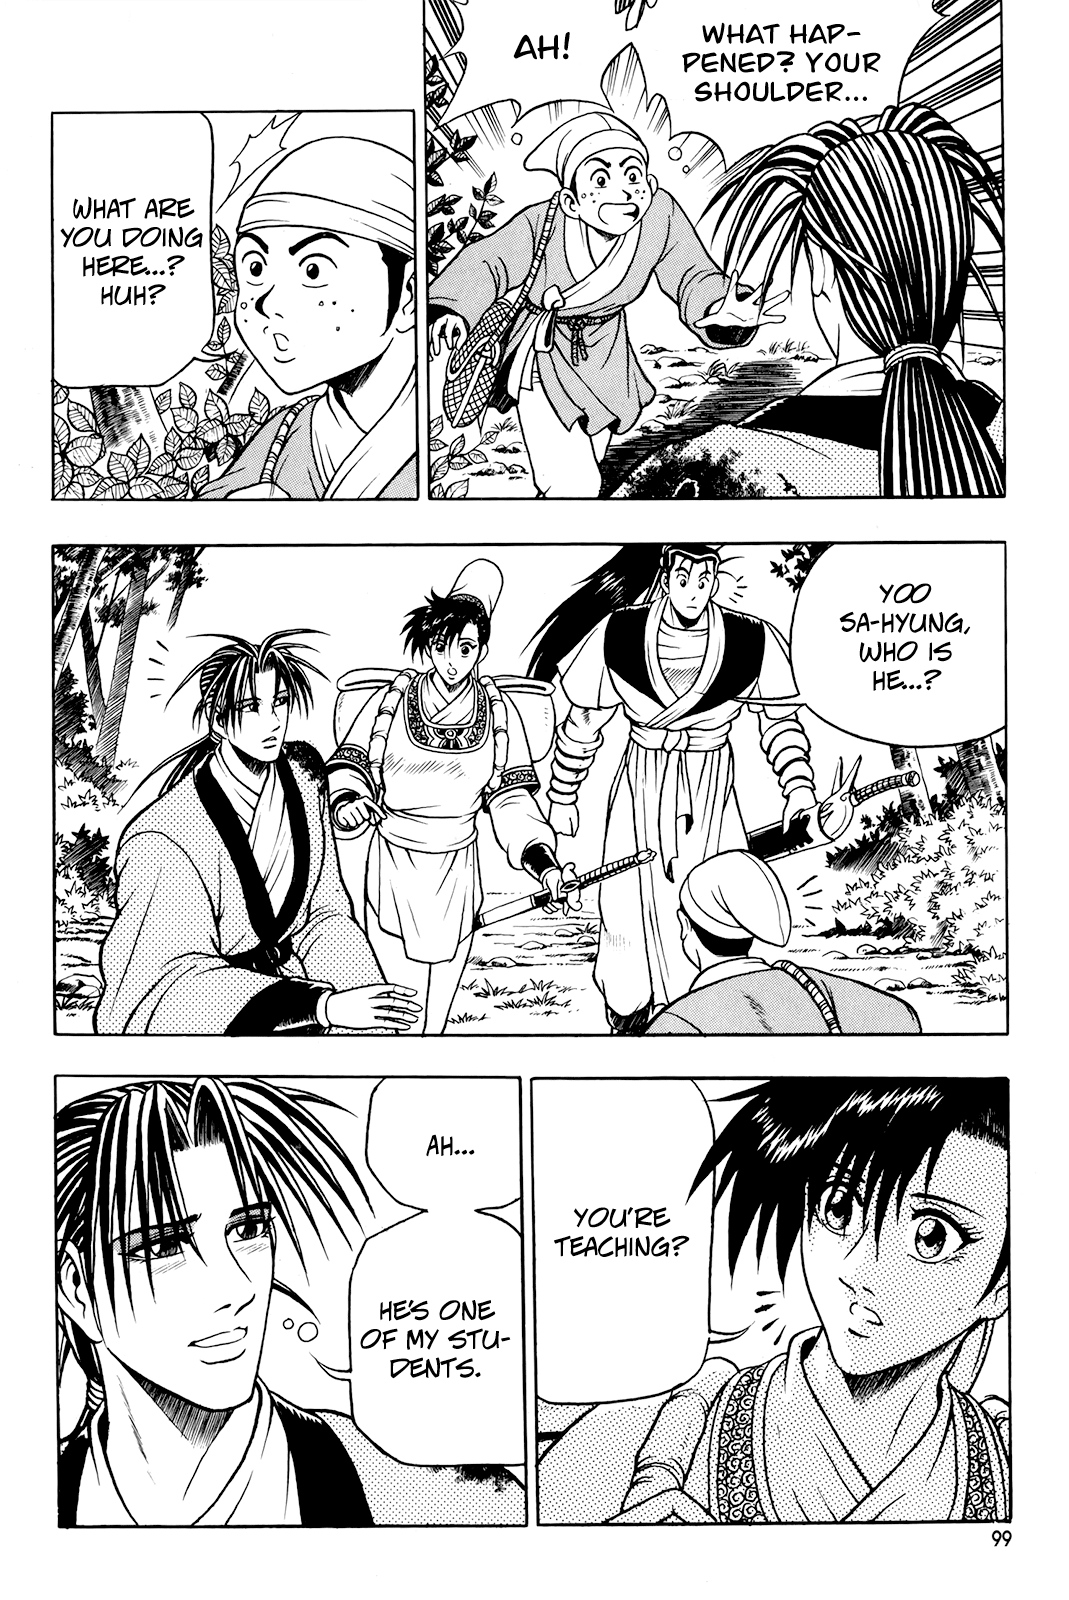 WHAT ARE
YOU DOING
HERE...?
HUH?
AH!
WHAT HAP-
PENED? YOUR
SHOULDER...
YOO
SA-HYUNG,
WHO IS
HE...?
AH...
HE'S ONE
OF MY STU-
DENTS.
YOU'RE
TEACHING?
99